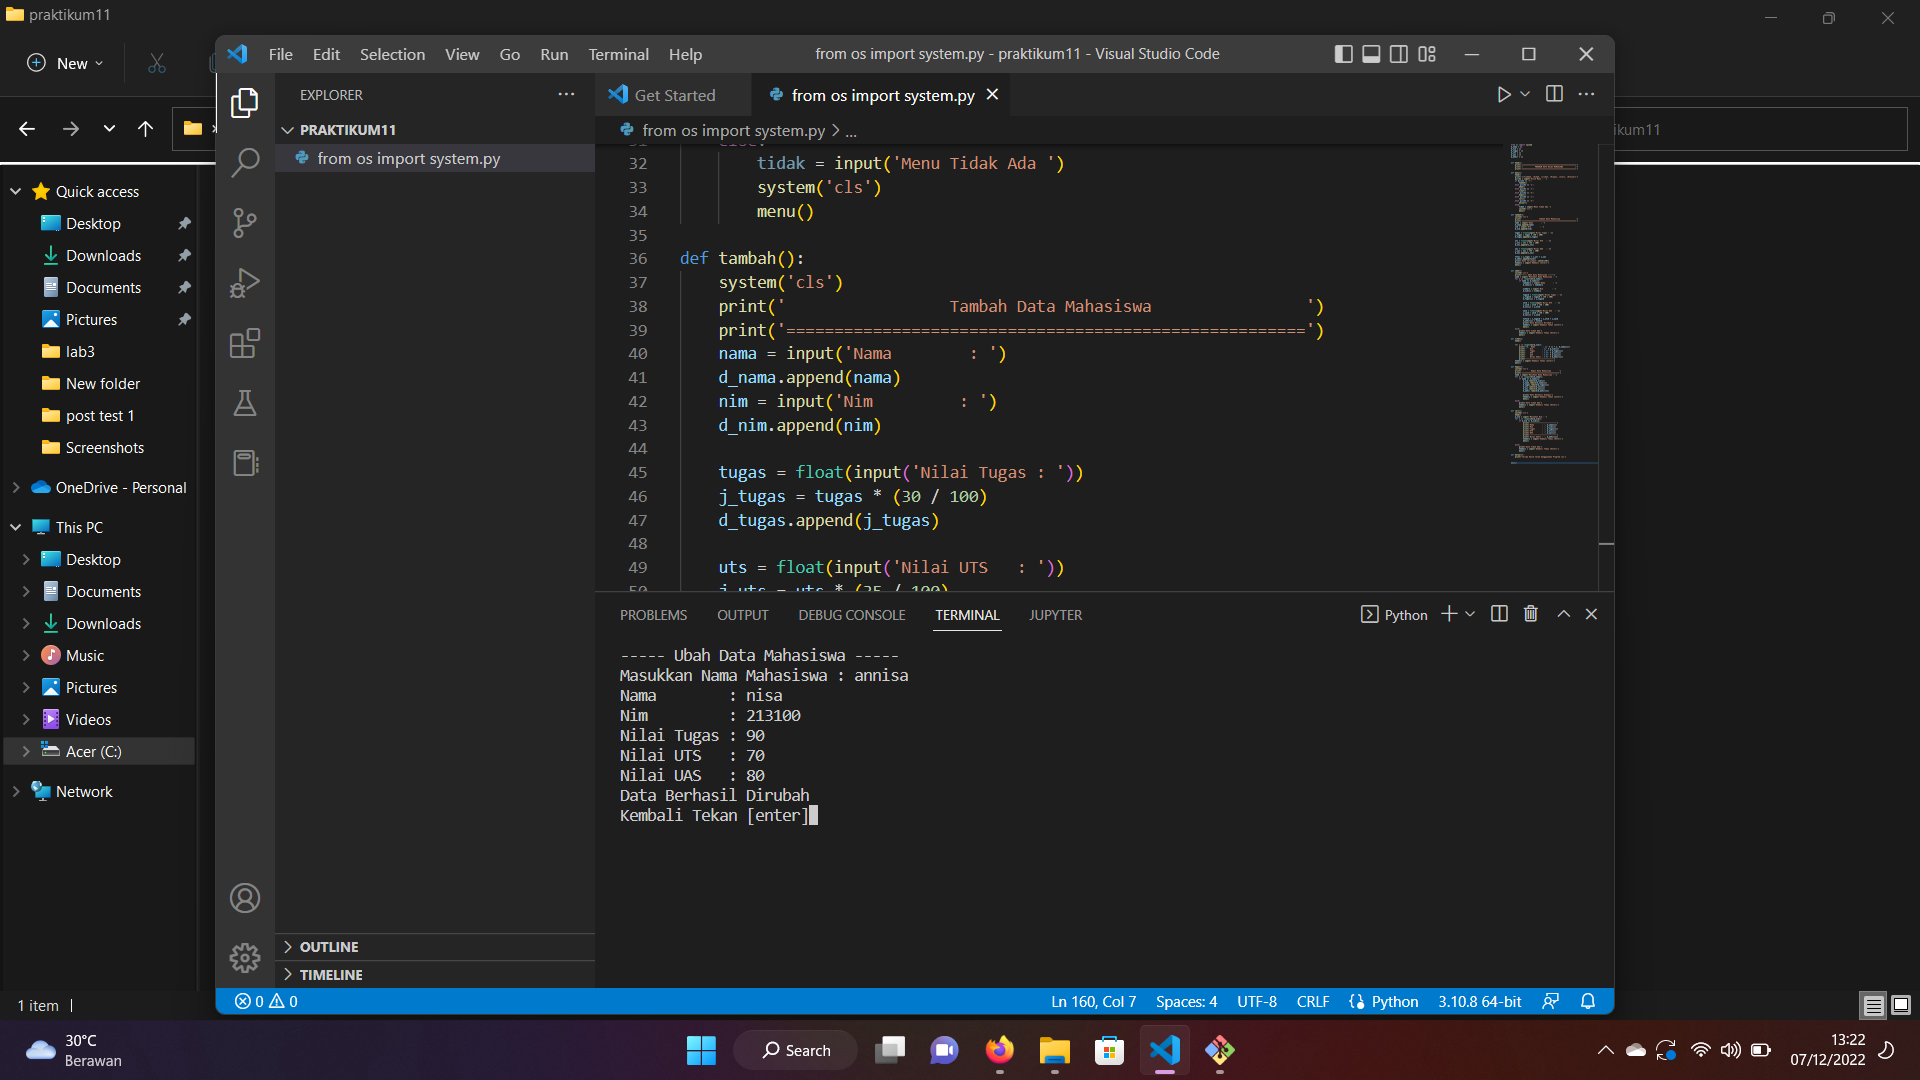 praktikum11
New
ikum11
Quick access
Desktop
Downloads
Documents
Pictures
lab3
New folder
post test 1
Screenshots
OneDrive - Personal
This PC
Desktop
Documents
Downloads
Music
Pictures
Videos
Acer (C:)
Network
1 item
File Edit Selection View Go Run Terminal Help
from os import system.py - praktikum11 - Visual Studio Code
EXPLORER
PRAKTIKUM11
from os import system.py
OUTLINE
TIMELINE
Get Started
from os import system.py
from os import system.py > ...
32 tidak = input('Menu Tidak Ada ')
33 system('cls')
34 menu()
35
36 def tambah():
37 system('cls')
38 print('                 Tambah Data Mahasiswa                ')
39 print('======================================================')
40 nama = input('Nama        : ')
41 d_nama.append(nama)
42 nim = input('Nim         : ')
43 d_nim.append(nim)
44
45 tugas = float(input('Nilai Tugas : '))
46 j_tugas = tugas * (30 / 100)
47 d_tugas.append(j_tugas)
48
49 uts = float(input('Nilai UTS   : '))
50 j_uts = uts * (35 / 100)
PROBLEMS OUTPUT DEBUG CONSOLE TERMINAL JUPYTER
Python
----- Ubah Data Mahasiswa -----
Masukkan Nama Mahasiswa : annisa
Nama        : nisa
Nim         : 213100
Nilai Tugas : 90
Nilai UTS   : 70
Nilai UAS   : 80
Data Berhasil Dirubah
Kembali Tekan [enter]
0 0
Ln 160, Col 7 Spaces: 4 UTF-8 CRLF Python 3.10.8 64-bit
30°C
Berawan
Search
13:22
07/12/2022